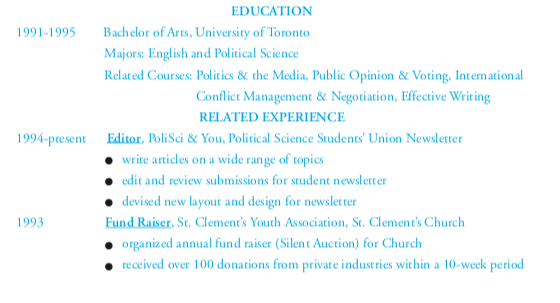 EDUCATION
1991-1995 Bachelor of Arts, University of Toronto
Majors: English and Political Science
Related Courses: Politics & the Media, Public Opinion & Voting, International
Conflict Management & Negotiation, Effective Writing
RELATED EXPERIENCE
1994-present Editor, PoliSci & You, Political Science Students' Union Newsletter
● write articles on a wide range of topics
● edit and review submissions for student newsletter
● devised new layout and design for newsletter
1993 Fund Raiser, St. Clement's Youth Association, St. Clement's Church
● organized annual fund raiser (Silent Auction) for Church
● received over 100 donations from private industries within a 10-week period